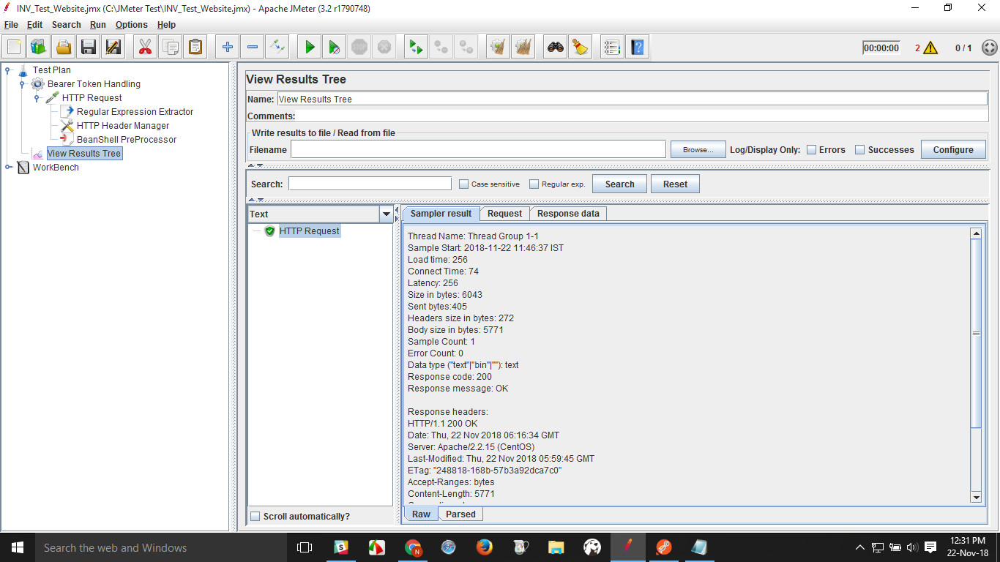 INV_Test_Website.jmx (C:\JMeter Test\INV_Test_Website.jmx) - Apache JMeter (3.2 r1790748)
File Edit Search Run Options Help
00:00:00 2 0 / 1
Test Plan
Bearer Token Handling
HTTP Request
Regular Expression Extractor
HTTP Header Manager
BeanShell PreProcessor
View Results Tree
WorkBench
View Results Tree
Name: View Results Tree
Comments:
Write results to file / Read from file
Filename Browse... Log/Display Only: Errors Successes Configure
Search: Case sensitive Regular exp. Search Reset
Text
HTTP Request
Scroll automatically?
Sampler result Request Response data
Thread Name: Thread Group 1-1
Sample Start: 2018-11-22 11:46:37 IST
Load time: 256
Connect Time: 74
Latency: 256
Size in bytes: 6043
Sent bytes:405
Headers size in bytes: 272
Body size in bytes: 5771
Sample Count: 1
Error Count: 0
Data type ("text"|"bin"|""): text
Response code: 200
Response message: OK
Response headers:
HTTP/1.1 200 OK
Date: Thu, 22 Nov 2018 06:16:34 GMT
Server: Apache/2.2.15 (CentOS)
Last-Modified: Thu, 22 Nov 2018 05:59:45 GMT
ETag: "248818-168b-57b3a92dca7c0"
Accept-Ranges: bytes
Content-Length: 5771
Raw Parsed
Search the web and Windows
12:31 PM
22-Nov-18